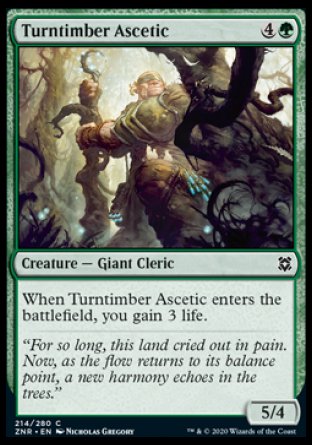 Turntimber Ascetic 4
Creature — Giant Cleric
When Turntimber Ascetic enters the
battlefield, you gain 3 life.
“For so long, this land cried out in pain.
Now, as the flow returns to its balance
point, a new harmony echoes in the
trees.”
5/4
214/280 C
ZNR • EN Nicholas Gregory ™ & © 2020 Wizards of the Coast